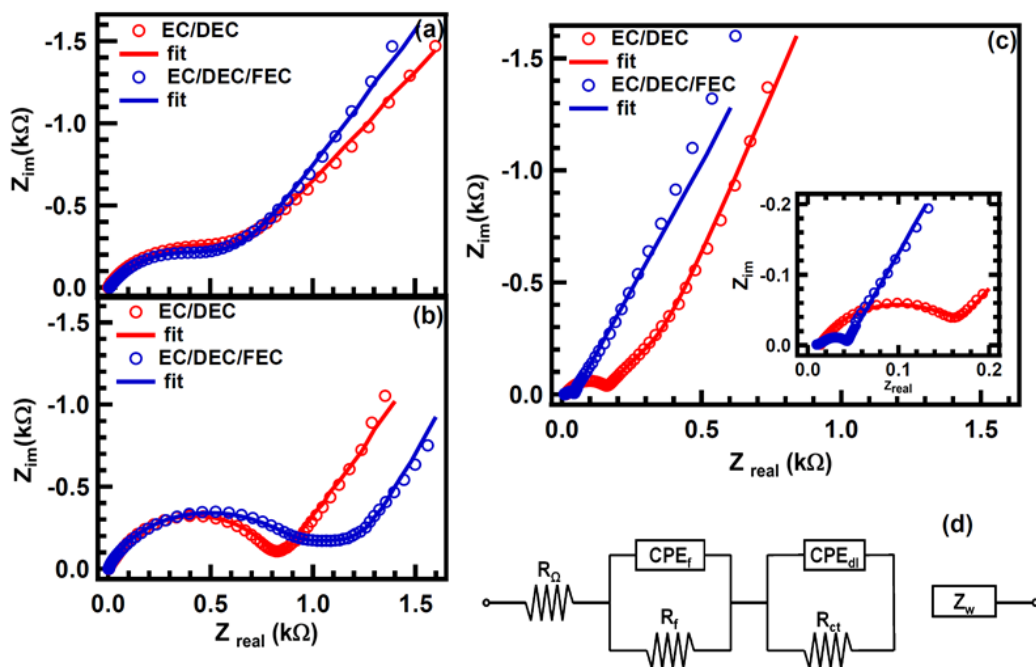 -1.5
-1.0
-0.5
0.0
Zim(kΩ)
EC/DEC
fit
EC/DEC/FEC
fit
(a)
-1.5
-1.0
-0.5
-0.0
Zim(kΩ)
EC/DEC
fit
EC/DEC/FEC
fit
(b)
0.0 0.5 1.0 1.5
Z real (kΩ)
-1.5
-1.0
-0.5
-0.0
Zim(kΩ)
EC/DEC
fit
EC/DEC/FEC
fit
(c)
0.0 0.5 1.0 1.5
Z real (kΩ)
-0.2
-0.1
0.0
Zim
0.0 0.1 0.2
Zreal
(d)
CPEf CPEdl
RΩ Zw
Rf Rct